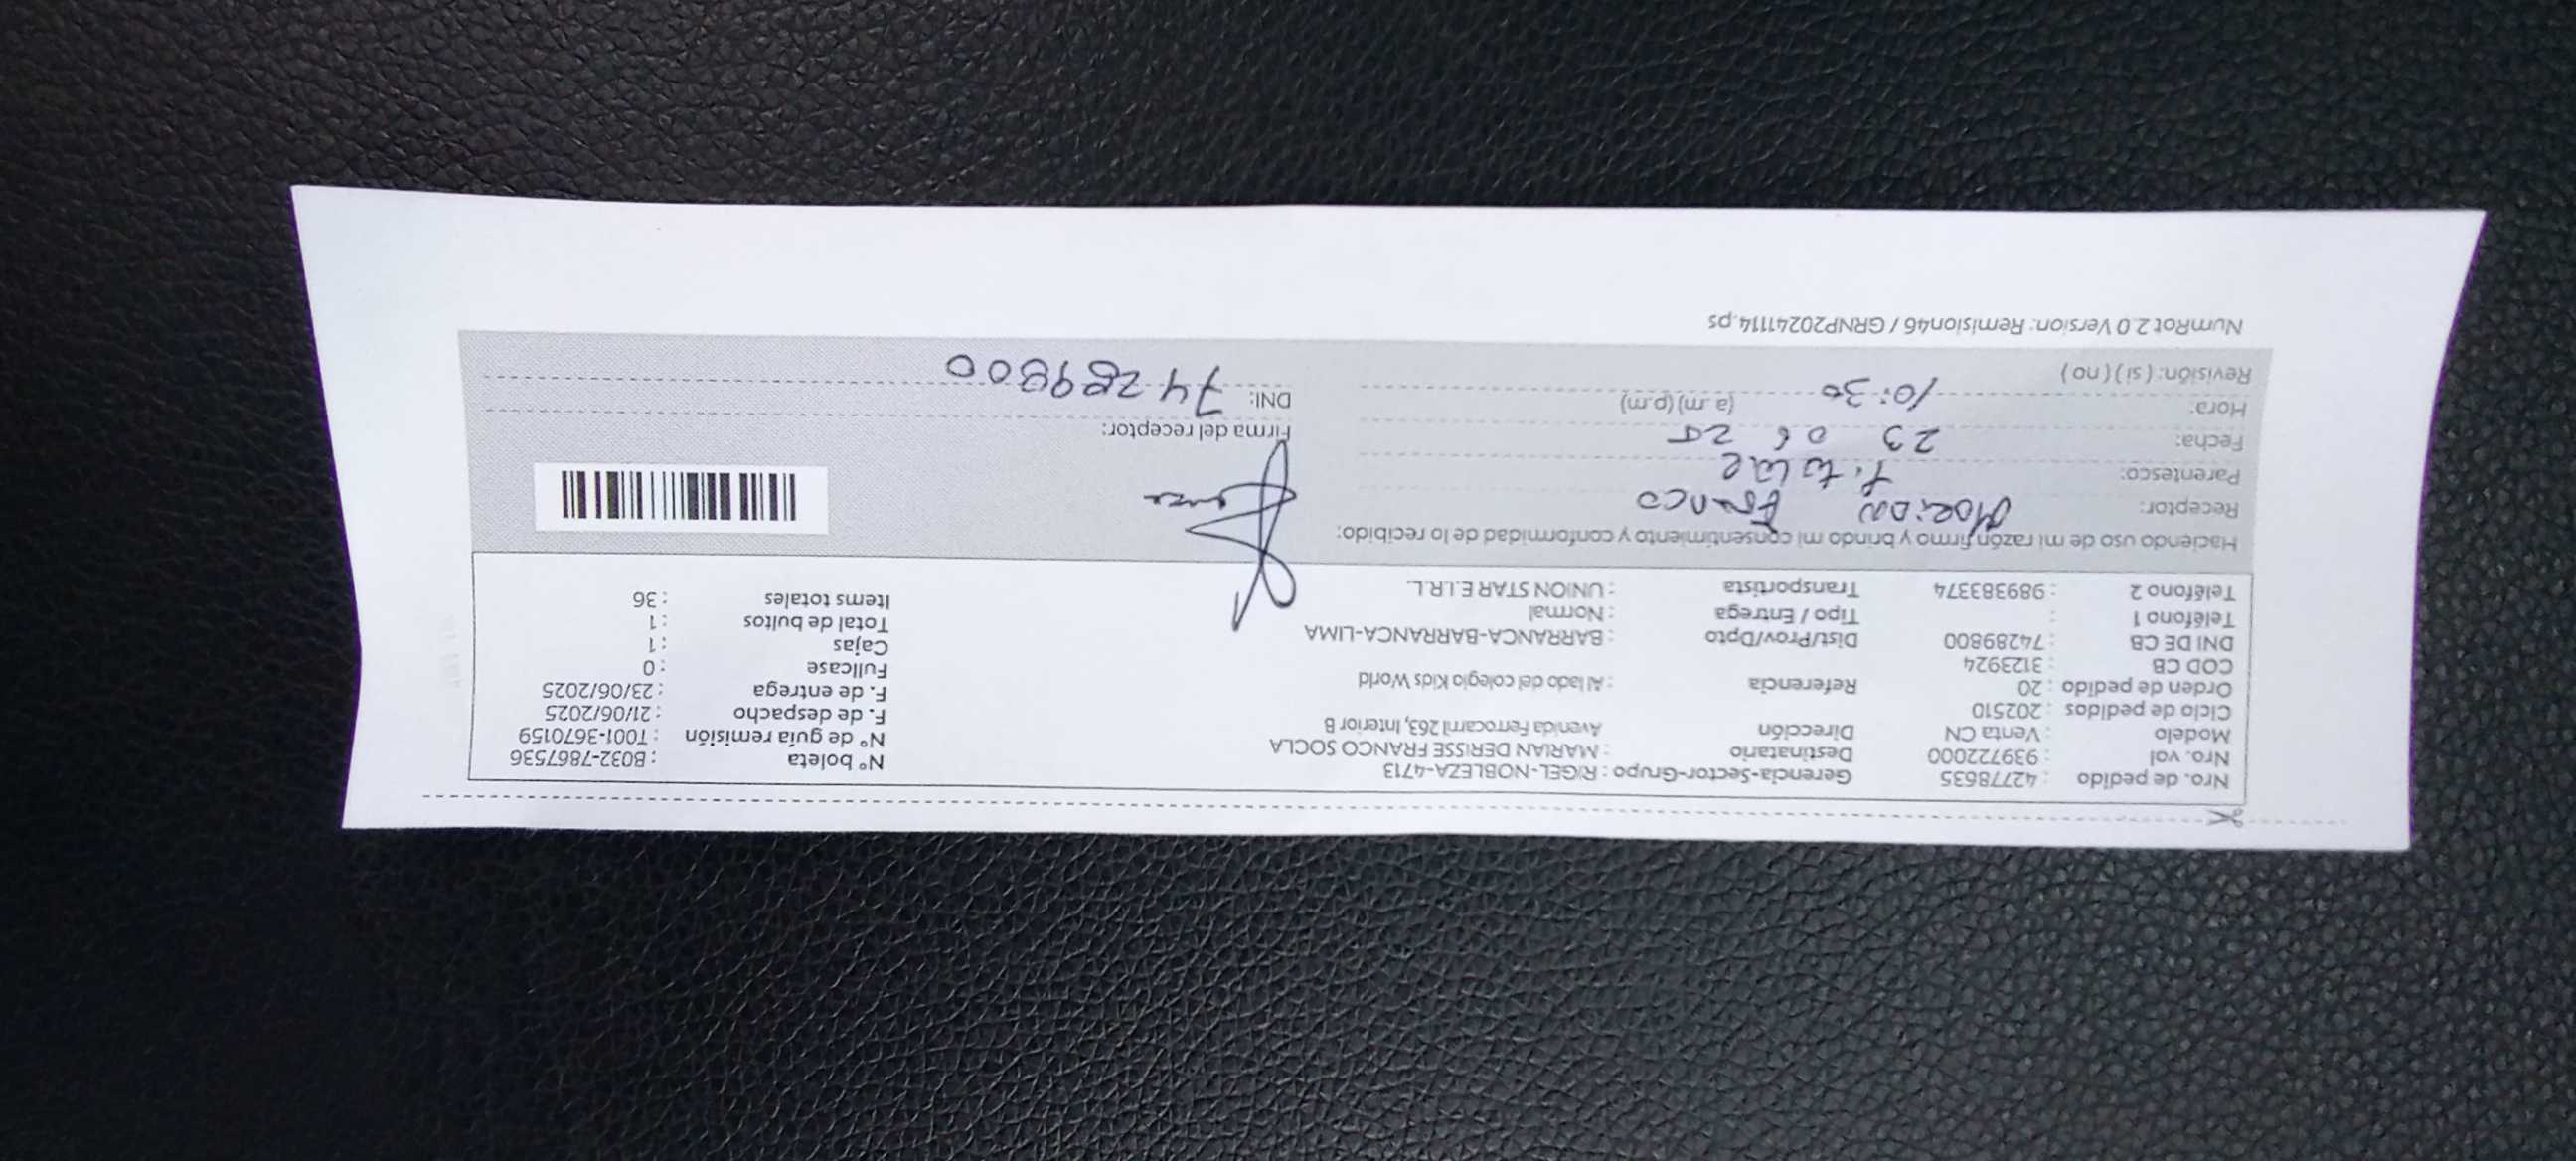 Nro. de pedido : 42778635 Gerencia-Sector-Grupo : RIGEL-NOBLEZA-4713 N° boleta : B032-7867536
Nro. val : 939722000 Destinatario : MARIAN DERISSE FRANCO SOCLA N° de guía remisión : T001-3670159
Modelo : Venta CN Dirección Avenida Ferrocarril 263, Interior B F. de despacho : 21/06/2025
Ciclo de pedidos : 202510 F. de entrega : 23/06/2025
Orden de pedido : 20 Referencia : Al lado del colegio Kids World Fullcase : 0
COD CB : 3123924 Cajas : 1
DNI DE CB : 74289800 Dist/Prov/Dpto : BARRANCA-BARRANCA-LIMA Total de bultos : 1
Teléfono 1 : Tipo / Entrega : Normal Items totales : 36
Teléfono 2 : 989383374 Transportista : UNION STAR E.I.R.L.
Haciendo uso de mi razón firmo y brindo mi consentimiento y conformidad de lo recibido:
Receptor: Marian Franco
Parentesco: Titular
Fecha: 23 06 25 Firma del receptor:
Hora: 10:30 (a.m) (p.m) DNI: 74289800
Revisión: ( si ) ( no )
NumRot 2.0 Version: Remision46 / GRNP20241114.ps